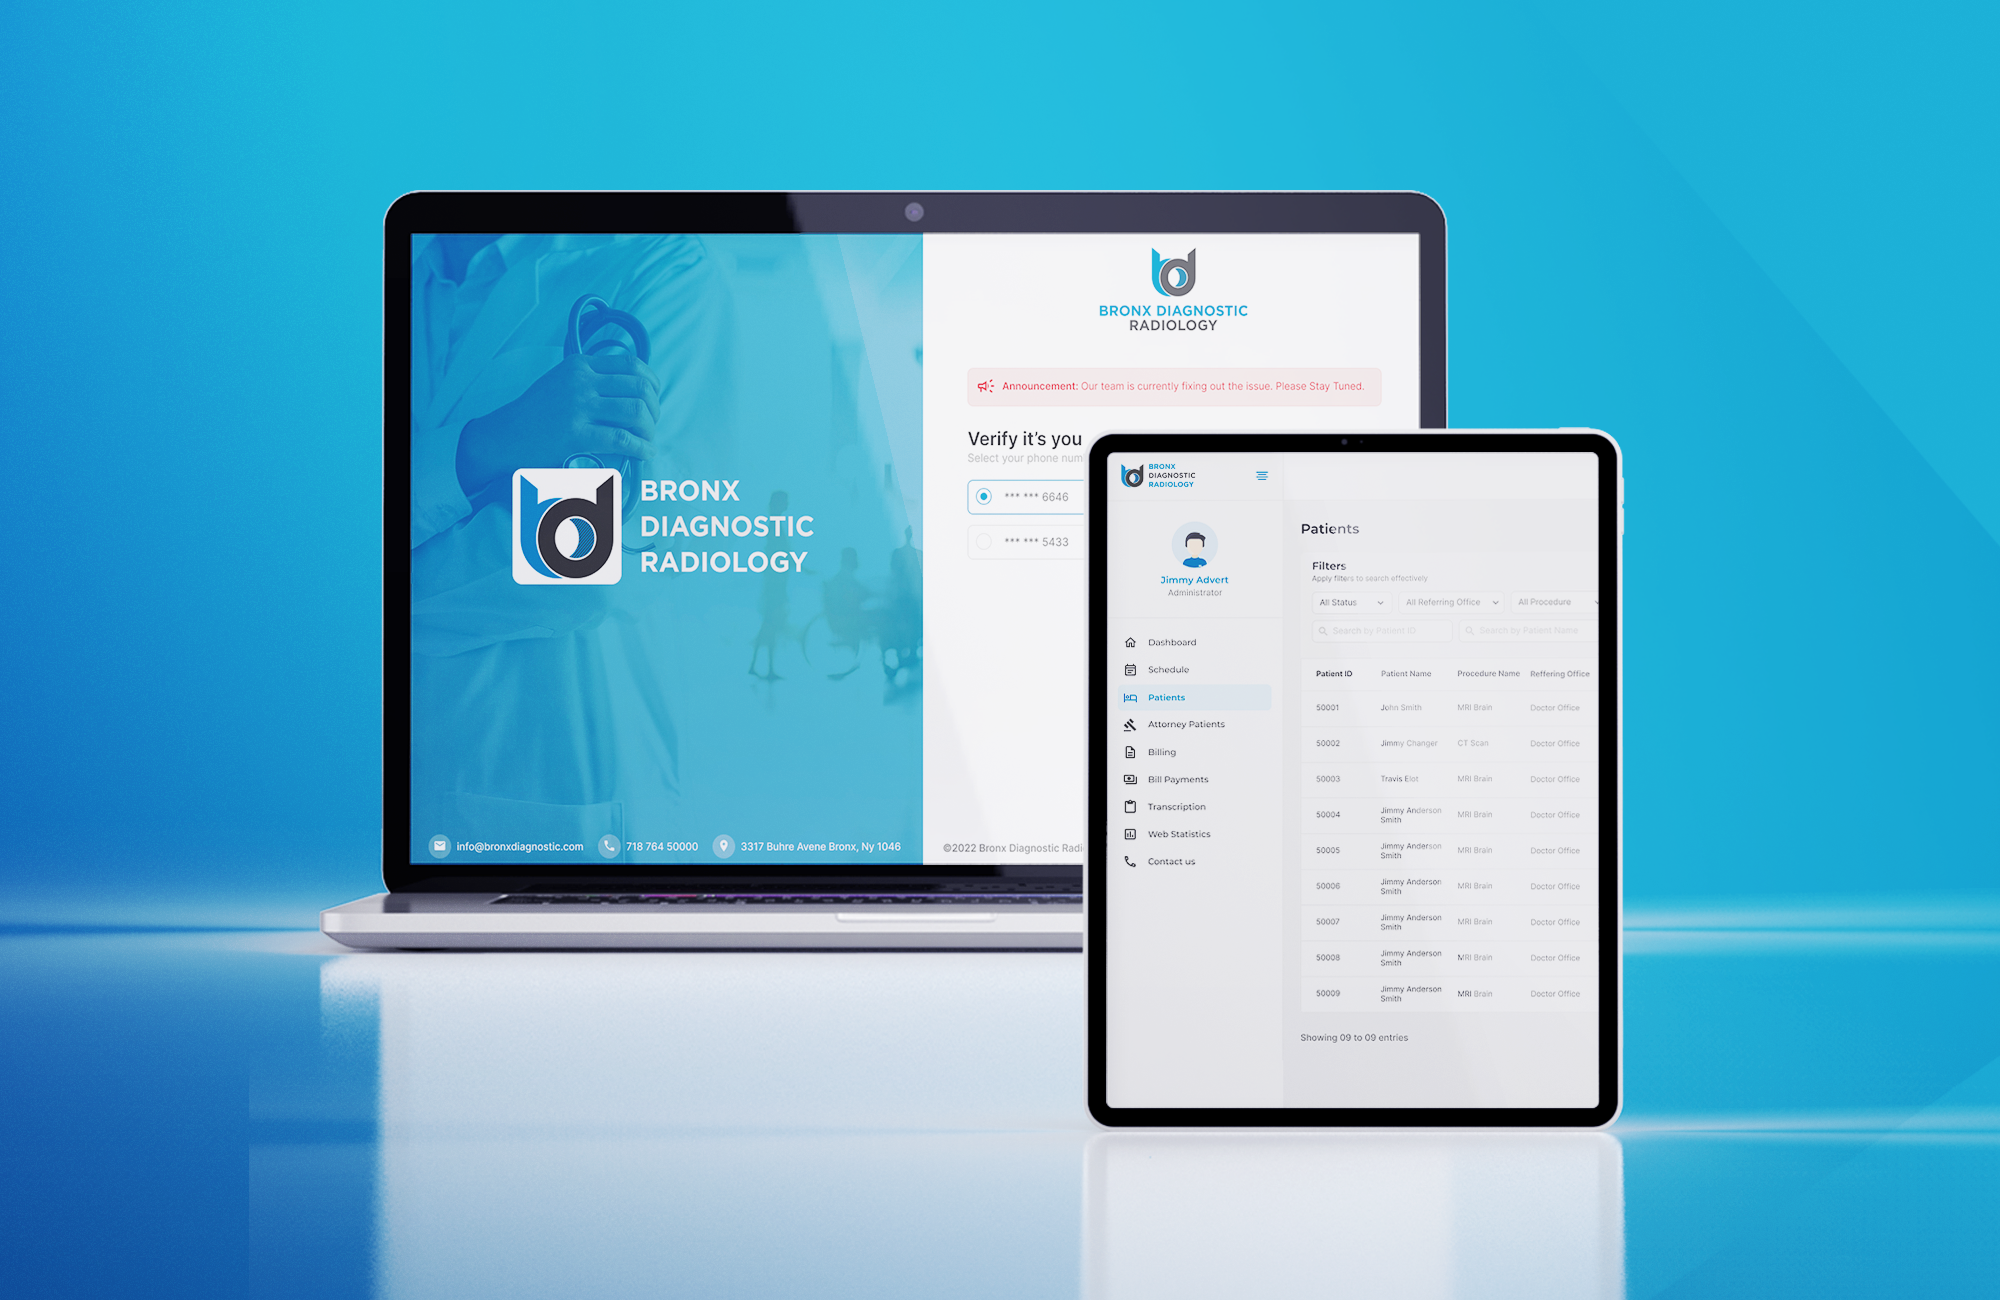 BRONX DIAGNOSTIC
RADIOLOGY
Announcement: Our team is currently fixing out the issue. Please Stay Tuned.
Verify it's you
Select your phone num
*** *** 6646
*** *** 5433
BRONX
DIAGNOSTIC
RADIOLOGY
info@bronxdiagnostic.com
718 764 50000
3317 Buhre Avene Bronx, Ny 1046
©2022 Bronx Diagnostic Radi
BRONX
DIAGNOSTIC
RADIOLOGY
Jimmy Advert
Administrator
Dashboard
Schedule
Patients
Attorney Patients
Billing
Bill Payments
Transcription
Web Statistics
Contact us
Patients
Filters
Apply filters to search effectively
All Status All Referring Office All Procedure
Search by Patient ID Search by Patient Name
Patient ID Patient Name Procedure Name Reffering Office
50001 John Smith MRI Brain Doctor Office
50002 Jimmy Changer CT Scan Doctor Office
50003 Travis Elot MRI Brain Doctor Office
50004 Jimmy Anderson Smith MRI Brain Doctor Office
50005 Jimmy Anderson Smith MRI Brain Doctor Office
50006 Jimmy Anderson Smith MRI Brain Doctor Office
50007 Jimmy Anderson Smith MRI Brain Doctor Office
50008 Jimmy Anderson Smith MRI Brain Doctor Office
50009 Jimmy Anderson Smith MRI Brain Doctor Office
Showing 09 to 09 entries